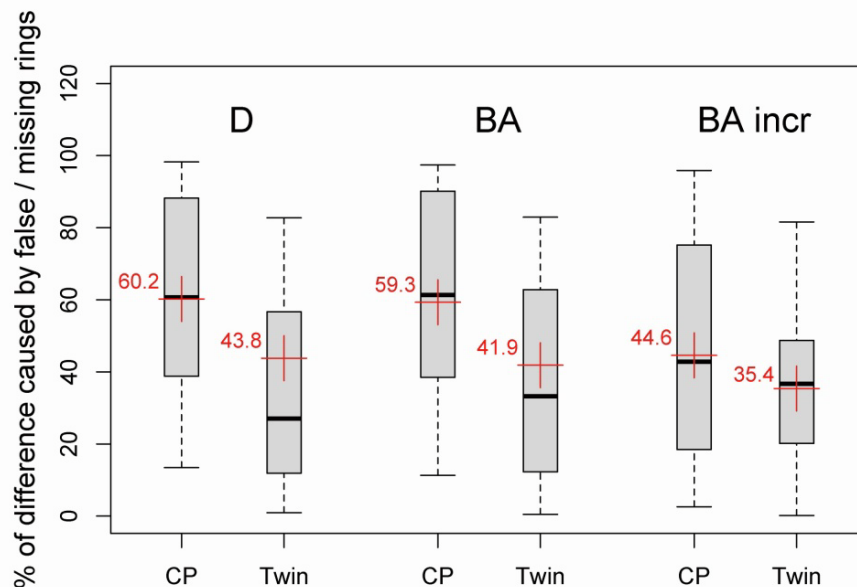 % of difference caused by false / missing rings
120
100
80
60
40
20
0
D
BA
BA incr
60.2
43.8
59.3
41.9
44.6
35.4
CP
Twin
CP
Twin
CP
Twin